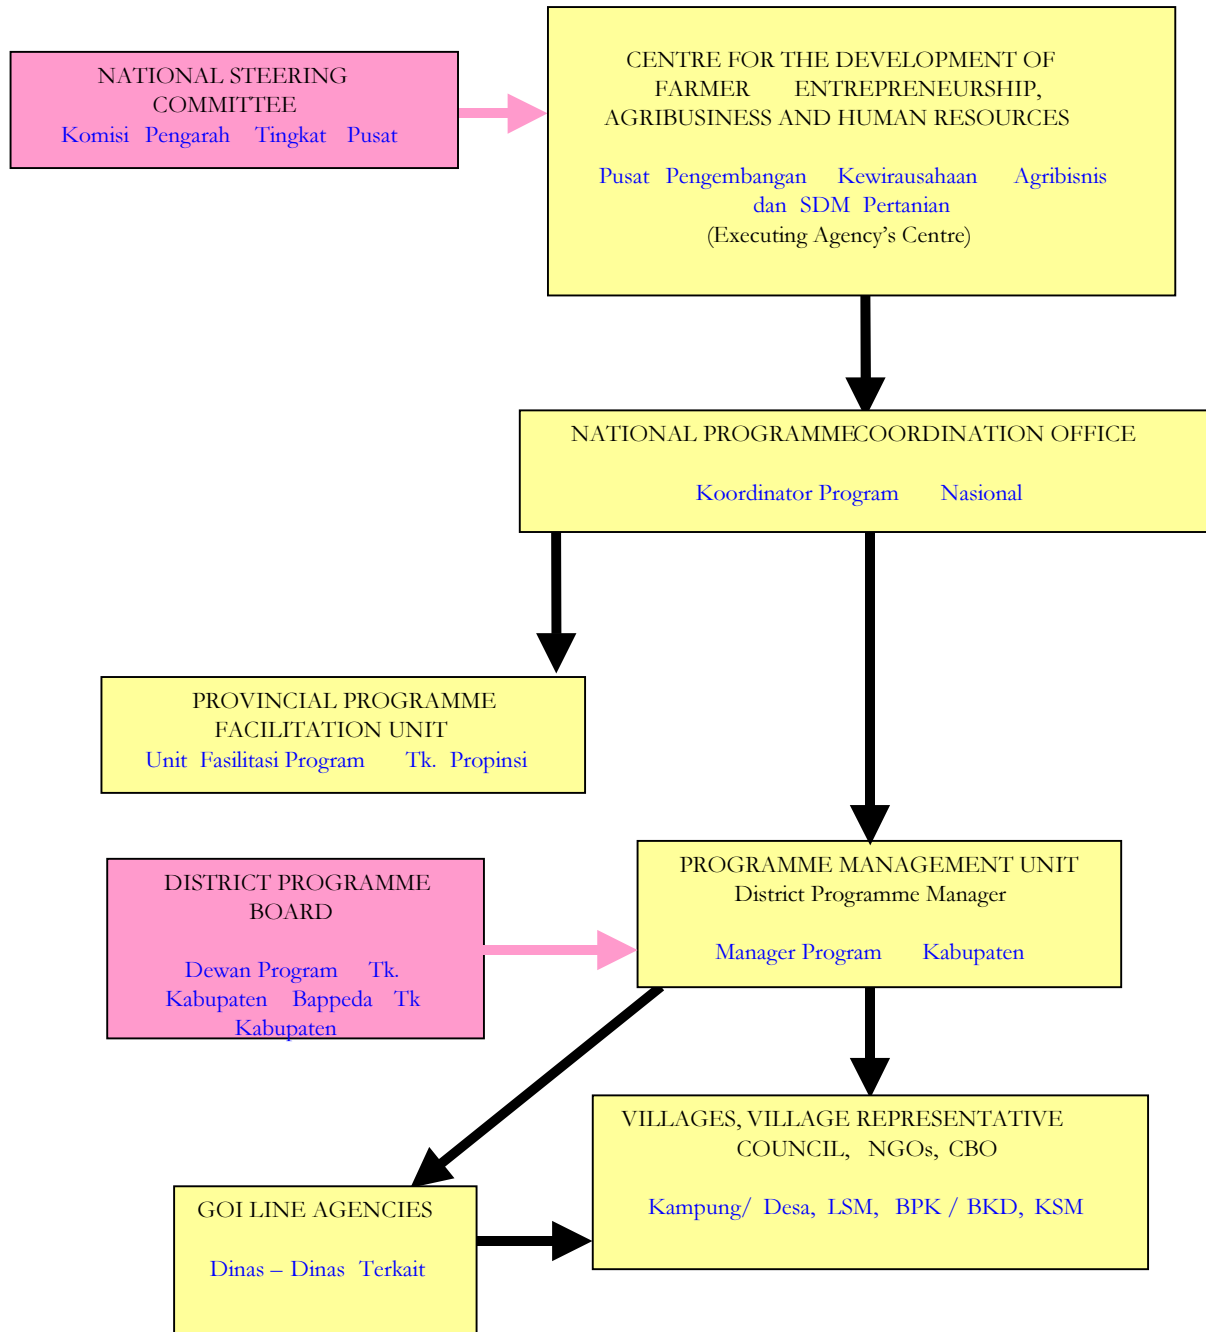 NATIONAL STEERING
COMMITTEE
Komisi Pengarah Tingkat Pusat
CENTRE FOR THE DEVELOPMENT OF
FARMER ENTREPRENEURSHIP,
AGRIBUSINESS AND HUMAN RESOURCES
Pusat Pengembangan Kewirausahaan Agribisnis
dan SDM Pertanian
(Executing Agency's Centre)
NATIONAL PROGRAMME COORDINATION OFFICE
Koordinator Program Nasional
PROVINCIAL PROGRAMME
FACILITATION UNIT
Unit Fasilitasi Program Tk. Propinsi
DISTRICT PROGRAMME
BOARD
Dewan Program Tk.
Kabupaten Bappeda Tk
Kabupaten
PROGRAMME MANAGEMENT UNIT
District Programme Manager
Manager Program Kabupaten
VILLAGES, VILLAGE REPRESENTATIVE
COUNCIL, NGOs, CBO
Kampung/ Desa, LSM, BPK / BKD, KSM
GOI LINE AGENCIES
Dinas – Dinas Terkait